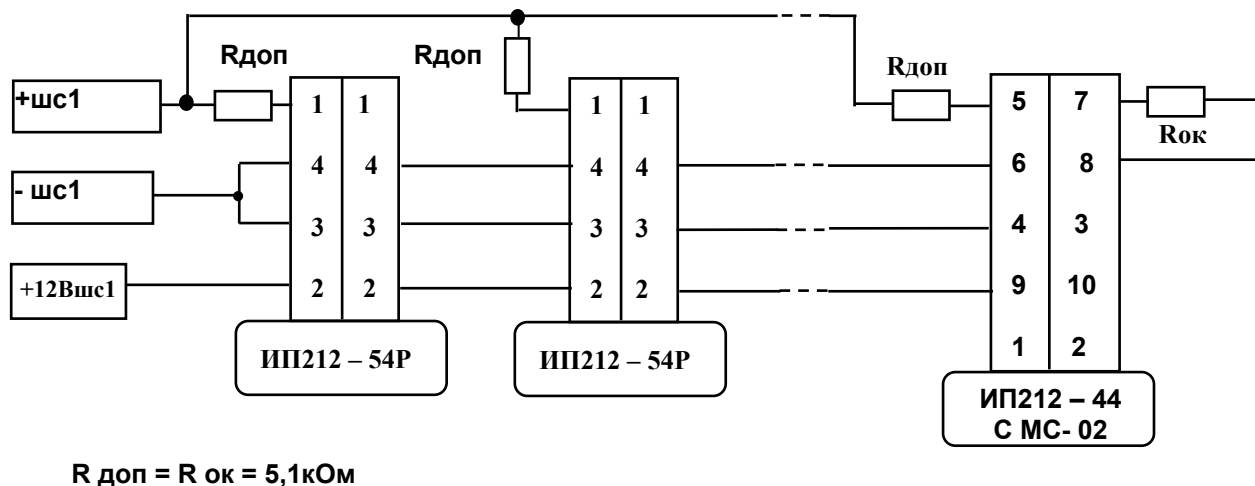 Rдоп
Rдоп
Rдоп
+шс1
1 1
1 1
5 7
Rок
4 4
4 4
6 8
- шс1
3 3
3 3
4 3
+12Вшс1
2 2
2 2
9 10
1 2
ИП212 – 54Р
ИП212 – 54Р
ИП212 – 44
С МС- 02
R доп = R ок = 5,1кОм